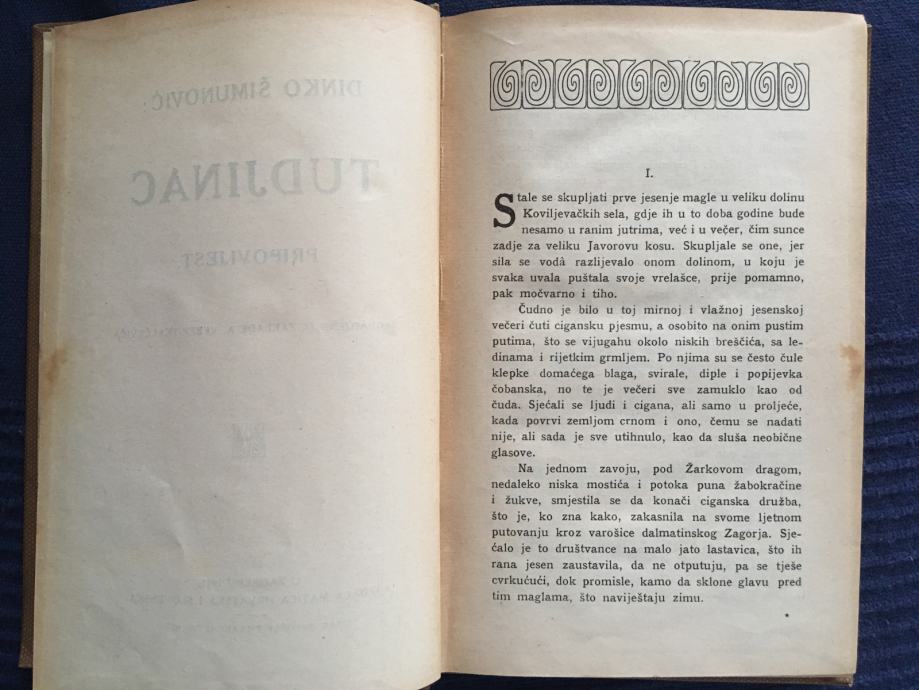 DINKO ŠIMUNOVIĆ:
TUDJINAC
PRIPOVIJEST.
I.
Stale se skupljati prve jesenje magle u veliku dolinu
Koviljevačkih sela, gdje ih u to doba godine bude
nesamo u ranim jutrima, već i u večer, čim sunce
zadje za veliku Javorovu kosu. Skupljale se one, jer
sila se vodâ razlijevalo onom dolinom, u koju je
svaka uvala puštala svoje vrelašce, prije pomamno,
pak močvarno i tiho.
Čudno je bilo u toj mirnoj i vlažnoj jesenskoj
večeri čuti cigansku pjesmu, a osobito na onim pustim
putima, što se vijugahu okolo niskih breščića, sa le-
dinama i rijetkim grmljem. Po njima su se često čule
klepke domaćega blaga, svirale, diple i popijevka
čobanska, no te je večeri sve zamuklo kao od
čuda. Sjećali se ljudi i cigana, ali samo u proljeće,
kada povrvi zemljom crnom i ono, čemu se nadati
nije, ali sada je sve utihnulo, kao da sluša neobične
glasove.
Na jednom zavoju, pod Žarkovom dragom,
nedaleko niska mostića i potoka puna žabokračine
i žukve, smjestila se da konači ciganska družba,
što je, ko zna kako, zakasnila na svome ljetnom
putovanju kroz varošice dalmatinskog Zagorja. Sje-
ćalo je to društvance na malo jato lastavica, što ih
rana jesen zaustavila, da ne otputuju, pa se tješe
cvrkućući, dok promisle, kamo da sklone glavu pred
tim maglama, što naviještaju zimu.
*